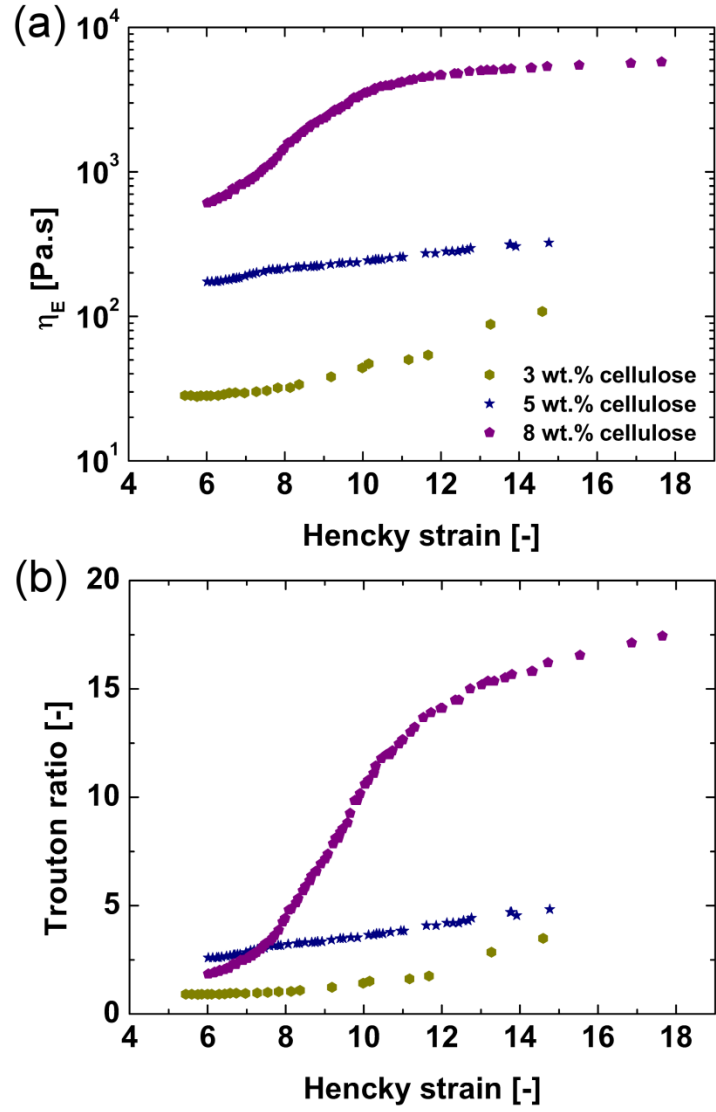 (a)
10^4
10^3
10^2
10^1
η_E [Pa.s]
3 wt.% cellulose
5 wt.% cellulose
8 wt.% cellulose
4 6 8 10 12 14 16 18
Hencky strain [-]
(b)
20
15
10
5
0
Trouton ratio [-]
4 6 8 10 12 14 16 18
Hencky strain [-]